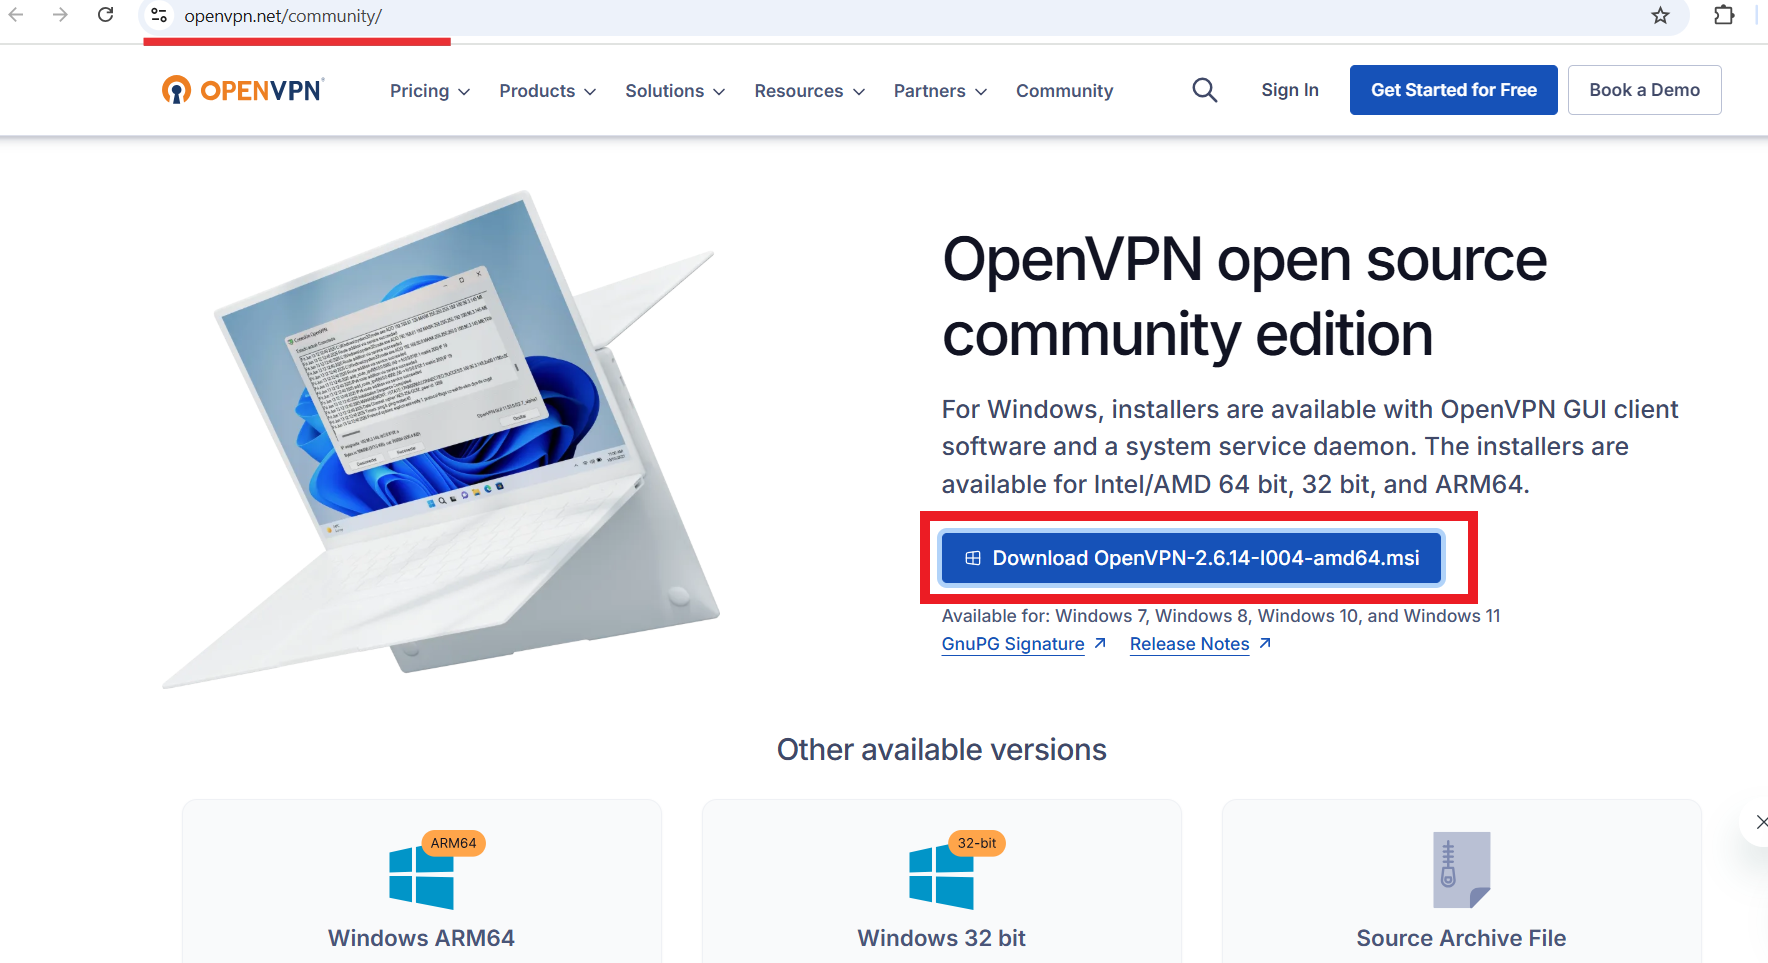 openvpn.net/community/
OPENVPN
Pricing
Products
Solutions
Resources
Partners
Community
Sign In
Get Started for Free
Book a Demo
OpenVPN open source
community edition
For Windows, installers are available with OpenVPN GUI client
software and a system service daemon. The installers are
available for Intel/AMD 64 bit, 32 bit, and ARM64.
Download OpenVPN-2.6.14-I004-amd64.msi
Available for: Windows 7, Windows 8, Windows 10, and Windows 11
GnuPG Signature
Release Notes
Other available versions
ARM64
Windows ARM64
32-bit
Windows 32 bit
Source Archive File